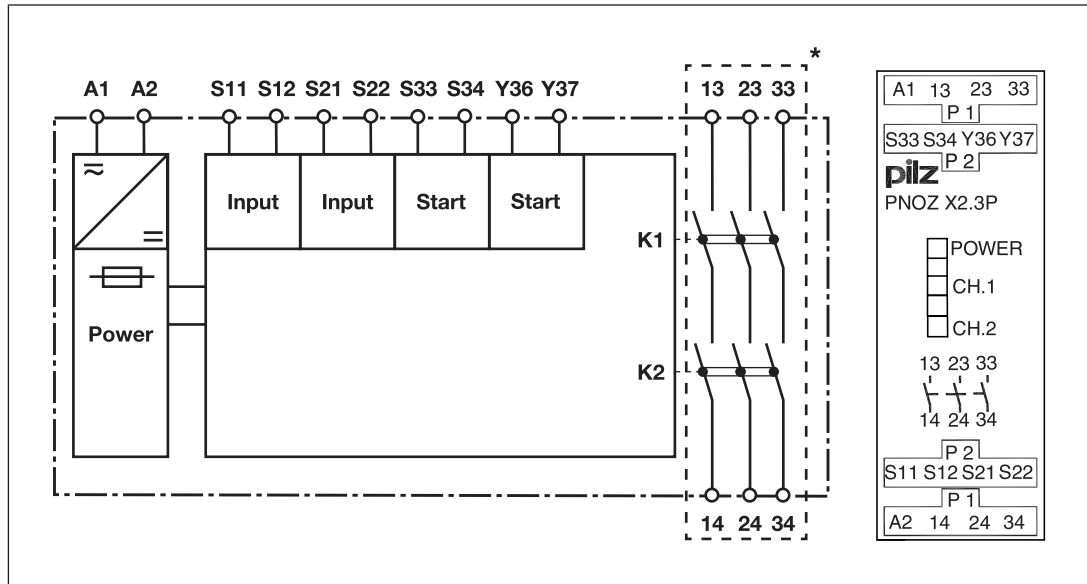 *
A1 A2 S11 S12 S21 S22 S33 S34 Y36 Y37 13 23 33
Input Input Start Start
K1
Power
K2
14 24 34
A1 13 23 33
P 1
S33 S34 Y36 Y37
P 2
pilz
PNOZ X2.3P
POWER
CH.1
CH.2
13 23 33
14 24 34
P 2
S11 S12 S21 S22
P 1
A2 14 24 34